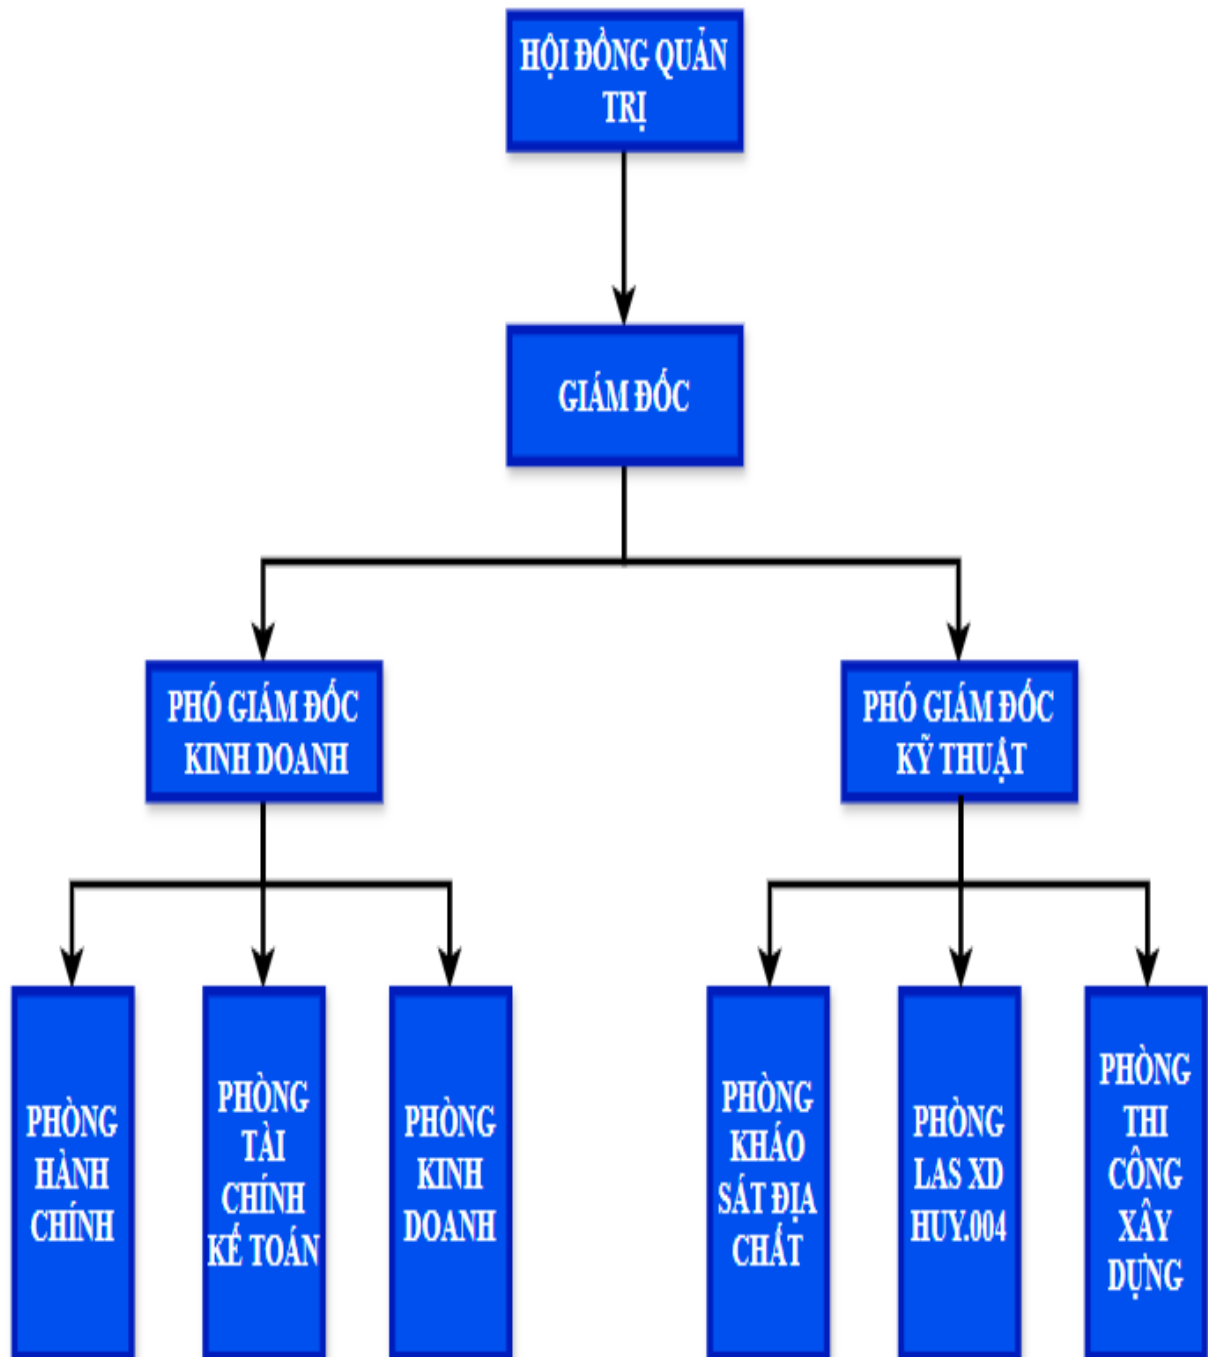 HỘI ĐỒNG QUẢN
TRỊ
GIÁM ĐỐC
PHÓ GIÁM ĐỐC
KINH DOANH
PHÓ GIÁM ĐỐC
KỸ THUẬT
PHÒNG
HÀNH
CHÍNH
PHÒNG
TÀI
CHÍNH
KẾ TOÁN
PHÒNG
KINH
DOANH
PHÒNG
KHÁO
SÁT ĐỊA
CHẤT
PHÒNG
LAS XD
HUY.004
PHÒNG
THI
CÔNG
XÂY
DỰNG